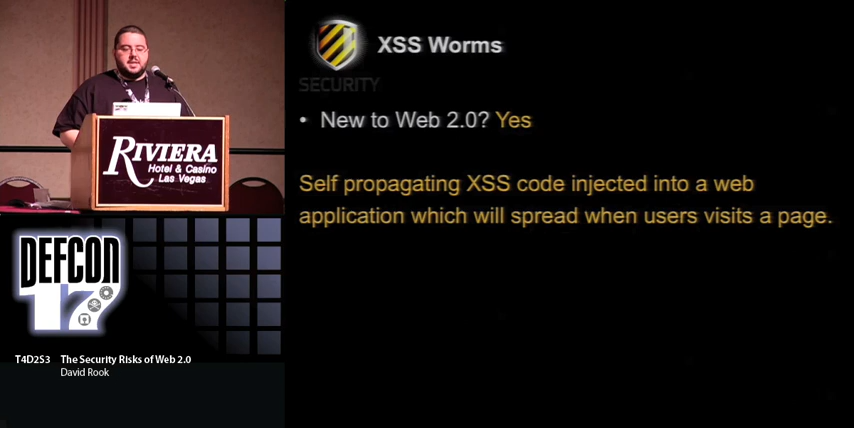 XSS Worms
SECURITY
• New to Web 2.0? Yes
Self propagating XSS code injected into a web
application which will spread when users visits a page.
RIVIERA
Hotel & Casino
Las Vegas
DEFCON
17
T4D2S3 The Security Risks of Web 2.0
David Rook